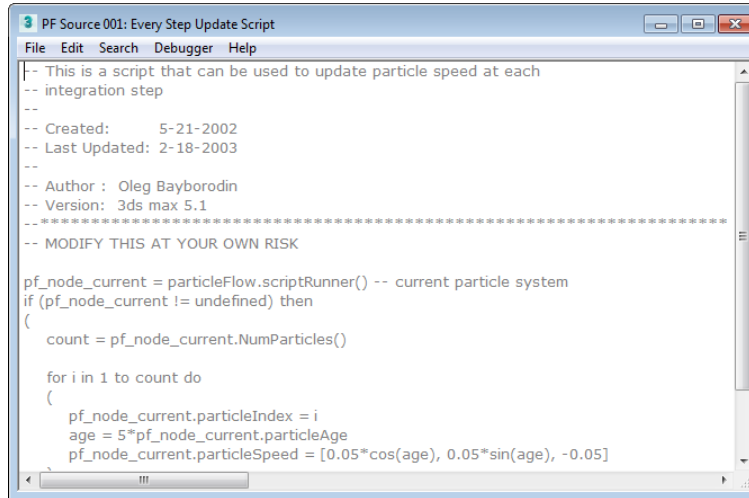 3 PF Source 001: Every Step Update Script
File Edit Search Debugger Help
-- This is a script that can be used to update particle speed at each
-- integration step
--
-- Created: 5-21-2002
-- Last Updated: 2-18-2003
--
-- Author : Oleg Bayborodin
-- Version: 3ds max 5.1
--********************************************************************
-- MODIFY THIS AT YOUR OWN RISK
pf_node_current = particleFlow.scriptRunner() -- current particle system
if (pf_node_current != undefined) then
(
count = pf_node_current.NumParticles()
for i in 1 to count do
(
pf_node_current.particleIndex = i
age = 5*pf_node_current.particleAge
pf_node_current.particleSpeed = [0.05*cos(age), 0.05*sin(age), -0.05]
)